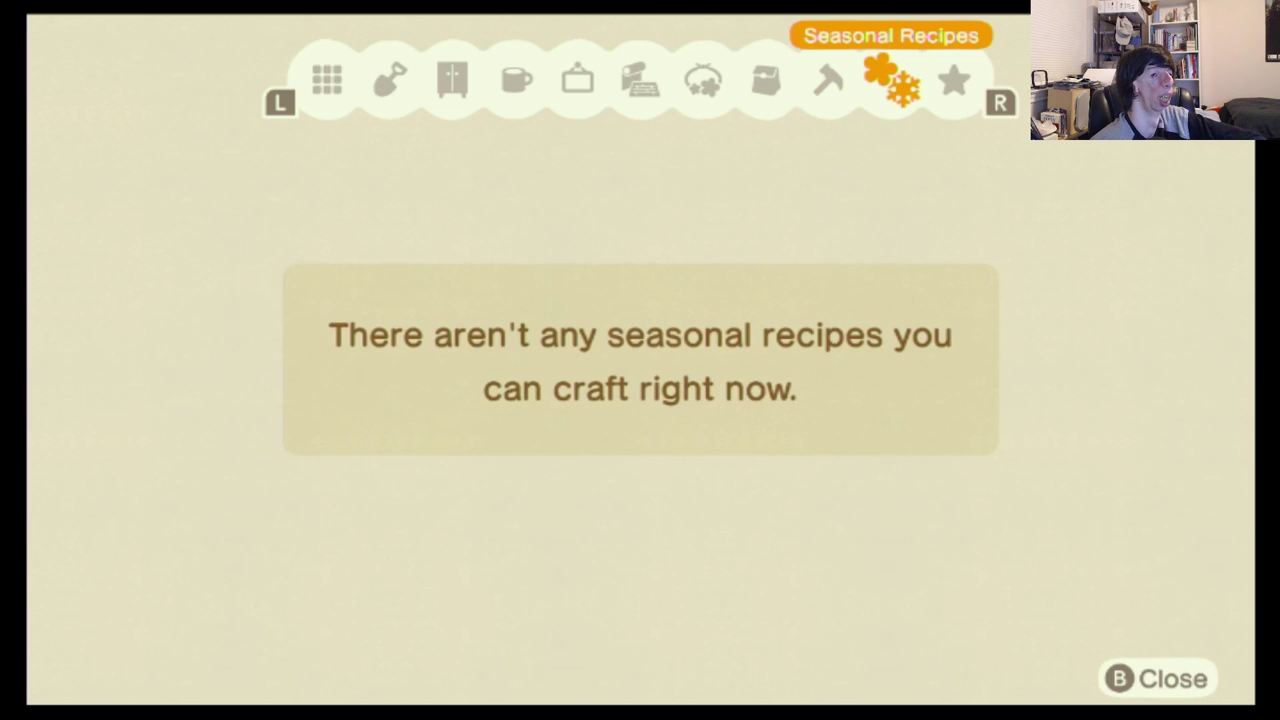 Seasonal Recipes
L
R
There aren't any seasonal recipes you
can craft right now.
B Close